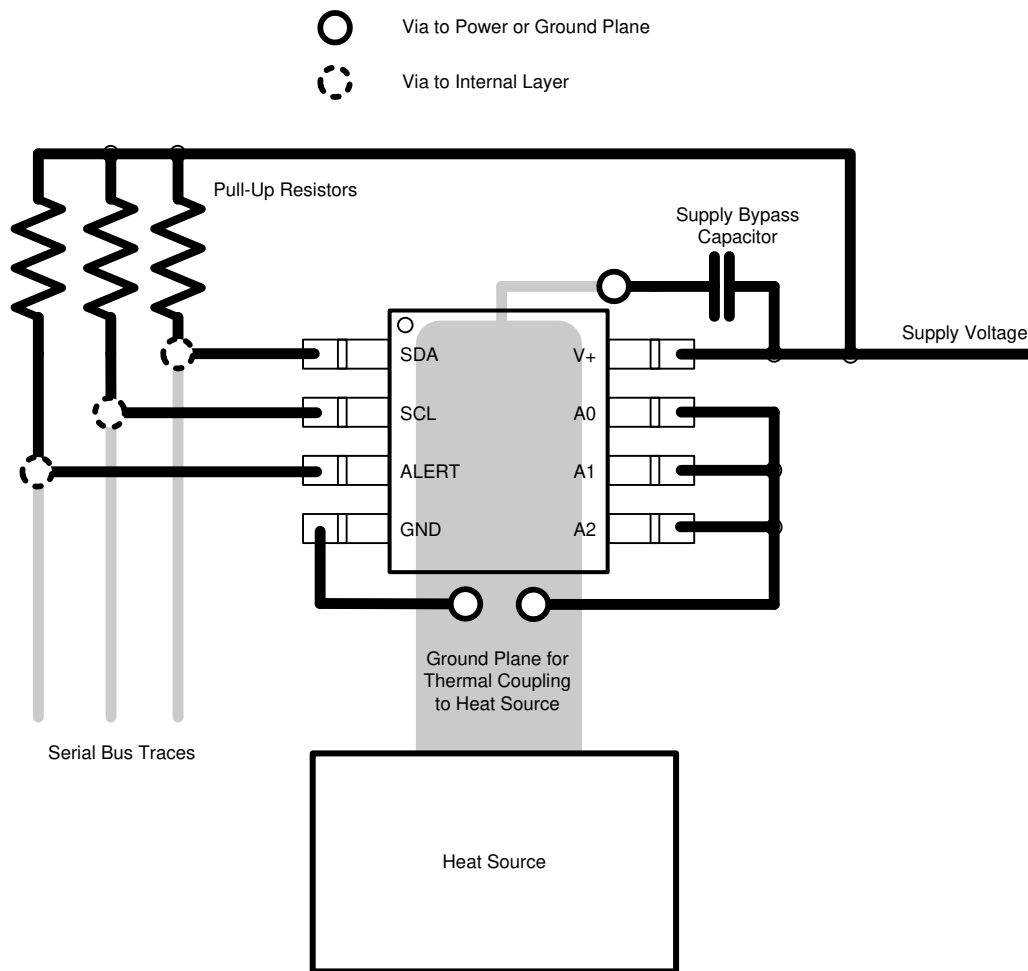 Via to Power or Ground Plane
Via to Internal Layer
Pull-Up Resistors
Supply Bypass
Capacitor
Supply Voltage
SDA
V+
SCL
A0
ALERT
A1
GND
A2
Ground Plane for
Thermal Coupling
to Heat Source
Serial Bus Traces
Heat Source